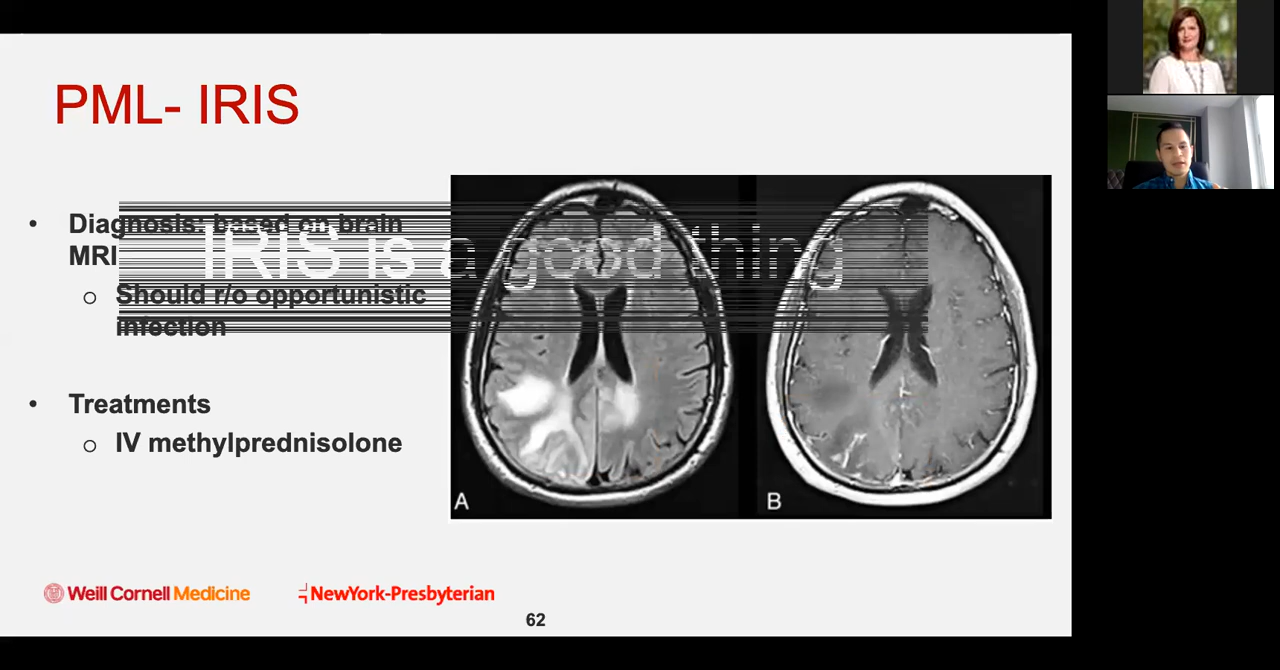 PML- IRIS
• Diagnosis: based on brain
MRI
IRIS is a good thing
o Should r/o opportunistic
infection
• Treatments
o IV methylprednisolone
A
B
Weill Cornell Medicine
NewYork-Presbyterian
62